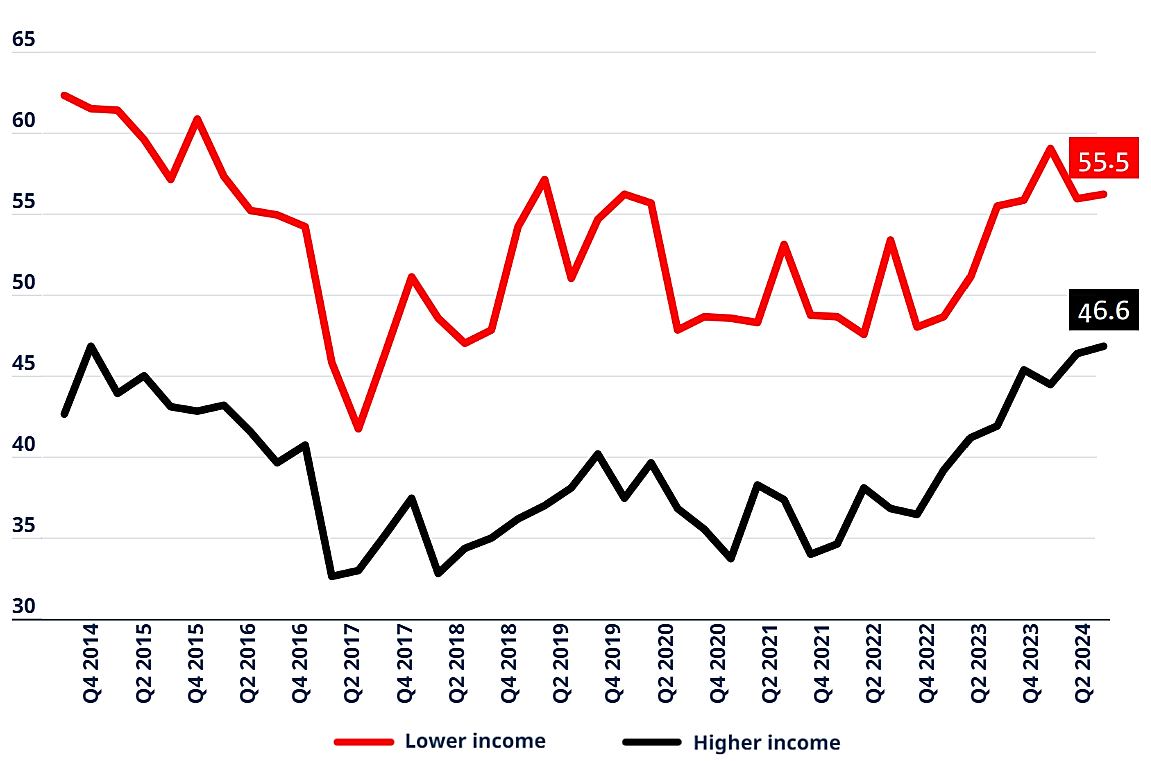 65
60
55
50
45
40
35
30
55.5
46.6
Q4 2014
Q2 2015
Q4 2015
Q2 2016
Q4 2016
Q2 2017
Q4 2017
Q2 2018
Q4 2018
Q2 2019
Q4 2019
Q2 2020
Q4 2020
Q2 2021
Q4 2021
Q2 2022
Q4 2022
Q2 2023
Q4 2023
Q2 2024
Lower income
Higher income